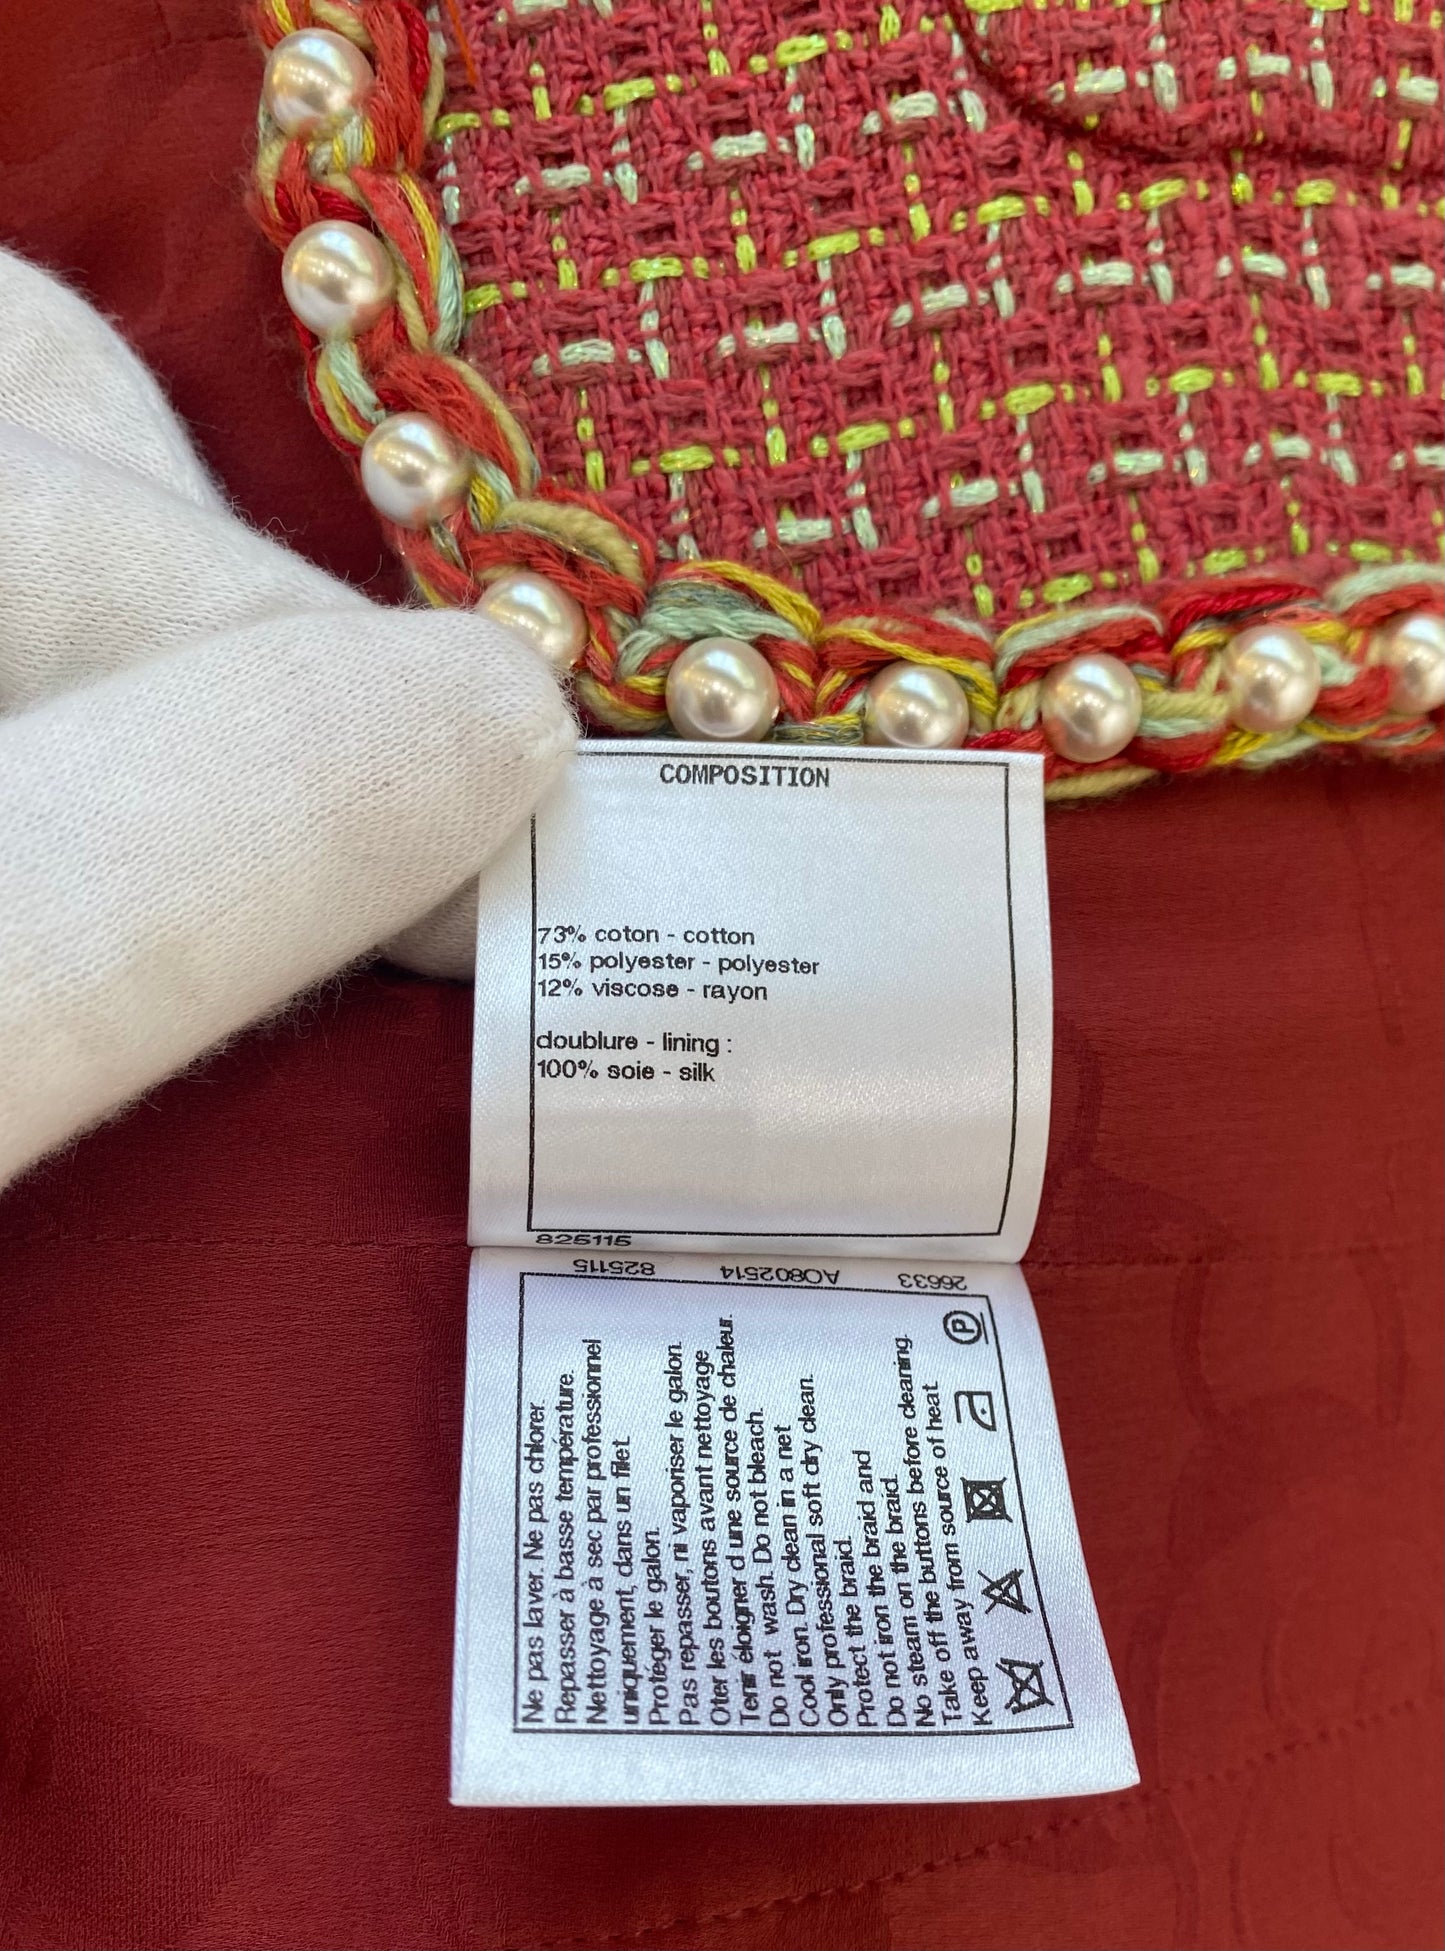 COMPOSITION
73% coton - cotton
15% polyester - polyester
12% viscose - rayon
doublure - lining :
100% soie - silk
825115
26633 AO802514 825115
Ne pas laver. Ne pas chlorer.
Repasser à basse température.
Nettoyage à sec par professionnel
uniquement, dans un filet.
Protéger le galon.
Pas repasser, ni vaporiser le galon.
Oter les boutons avant nettoyage
Tenir éloigner d une source de chaleur.
Do not wash. Do not bleach.
Cool iron. Dry clean in a net
Only professional soft dry clean.
Protect the braid.
Do not iron the braid and
No steam on the braid.
Take off the buttons before cleaning.
Keep away from source of heat.
P